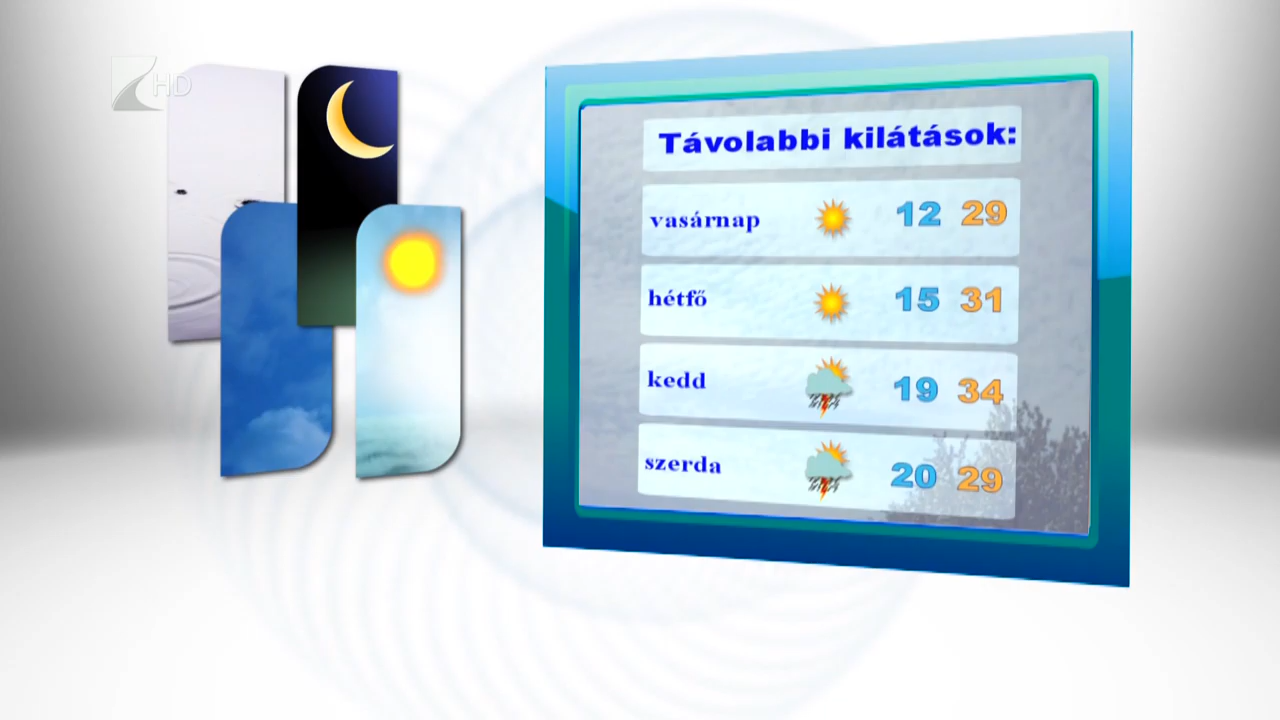 HD
Távolabbi kilátások:
vasárnap 12 29
hétfő 15 31
kedd 19 34
szerda 20 29